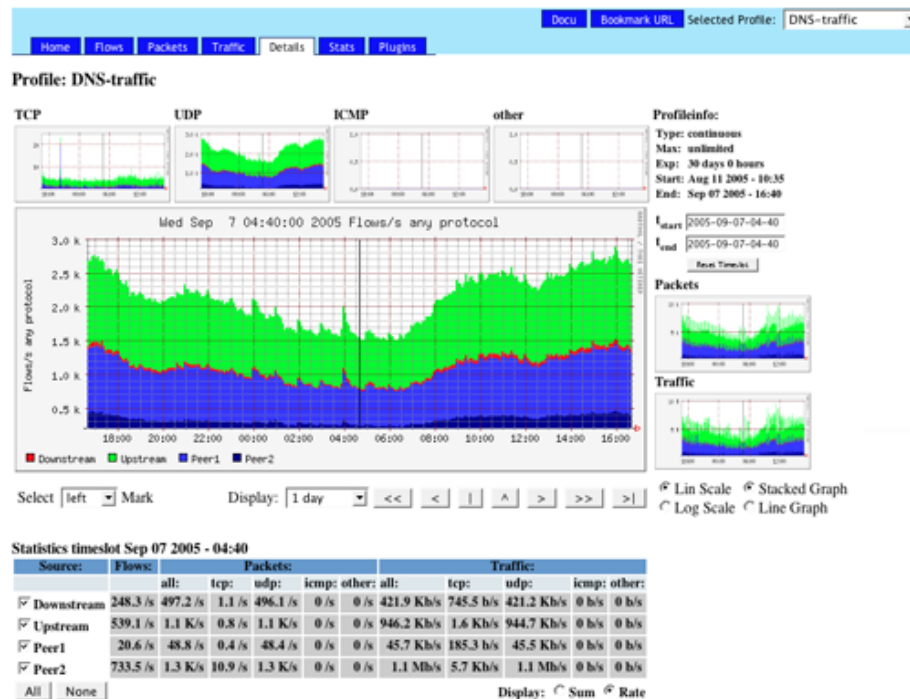 Docu Bookmark URL Selected Profile: DNS-traffic
Home Flows Packets Traffic Details Stats Plugins
Profile: DNS-traffic
TCP UDP ICMP other Profileinfo:
Type: continuous
Max: unlimited
Exp: 30 days 0 hours
Start: Aug 11 2005 - 10:35
End: Sep 07 2005 - 16:40
Wed Sep 7 04:40:00 2005 Flows/s any protocol
tstart 2005-09-07-04-40
tend 2005-09-07-04-40
Reset Timeslot
Packets
Traffic
Flows/s any protocol
3.0 k
2.5 k
2.0 k
1.5 k
1.0 k
0.5 k
18:00 20:00 22:00 00:00 02:00 04:00 06:00 08:00 10:00 12:00 14:00 16:00
Downstream Upstream Peer1 Peer2
Select left Mark Display: 1 day << < | ^ > >> >|
Lin Scale Stacked Graph
Log Scale Line Graph
Statistics timeslot Sep 07 2005 - 04:40
Source: Flows: Packets: Traffic:
all: tcp: udp: icmp: other: all: tcp: udp: icmp: other:
Downstream 248.3 /s 497.2 /s 1.1 /s 496.1 /s 0 /s 0 /s 421.9 Kb/s 745.5 b/s 421.2 Kb/s 0 b/s 0 b/s
Upstream 539.1 /s 1.1 K/s 0.8 /s 1.1 K/s 0 /s 0 /s 946.2 Kb/s 1.6 Kb/s 944.7 Kb/s 0 b/s 0 b/s
Peer1 20.6 /s 48.8 /s 0.4 /s 48.4 /s 0 /s 0 /s 45.7 Kb/s 185.3 b/s 45.5 Kb/s 0 b/s 0 b/s
Peer2 733.5 /s 1.3 K/s 10.9 /s 1.3 K/s 0 /s 0 /s 1.1 Mb/s 5.7 Kb/s 1.1 Mb/s 0 b/s 0 b/s
All None Display: Sum Rate